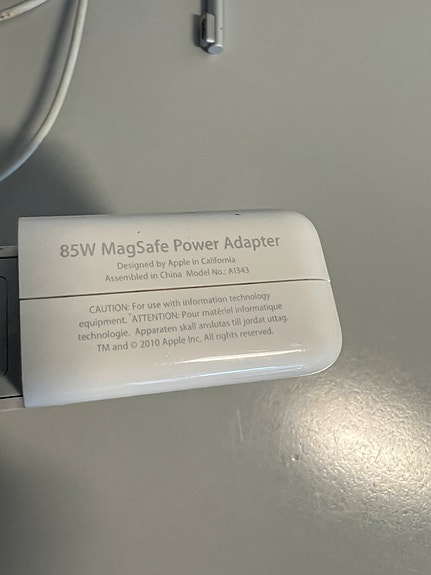 85W MagSafe Power Adapter
Designed by Apple in California
Assembled in China Model No.: A1343
CAUTION: For use with information technology
equipment. ATTENTION: Pour matériel informatique
technologie. Apparaten skall anslutas till jordat uttag.
TM and © 2010 Apple Inc. All rights reserved.